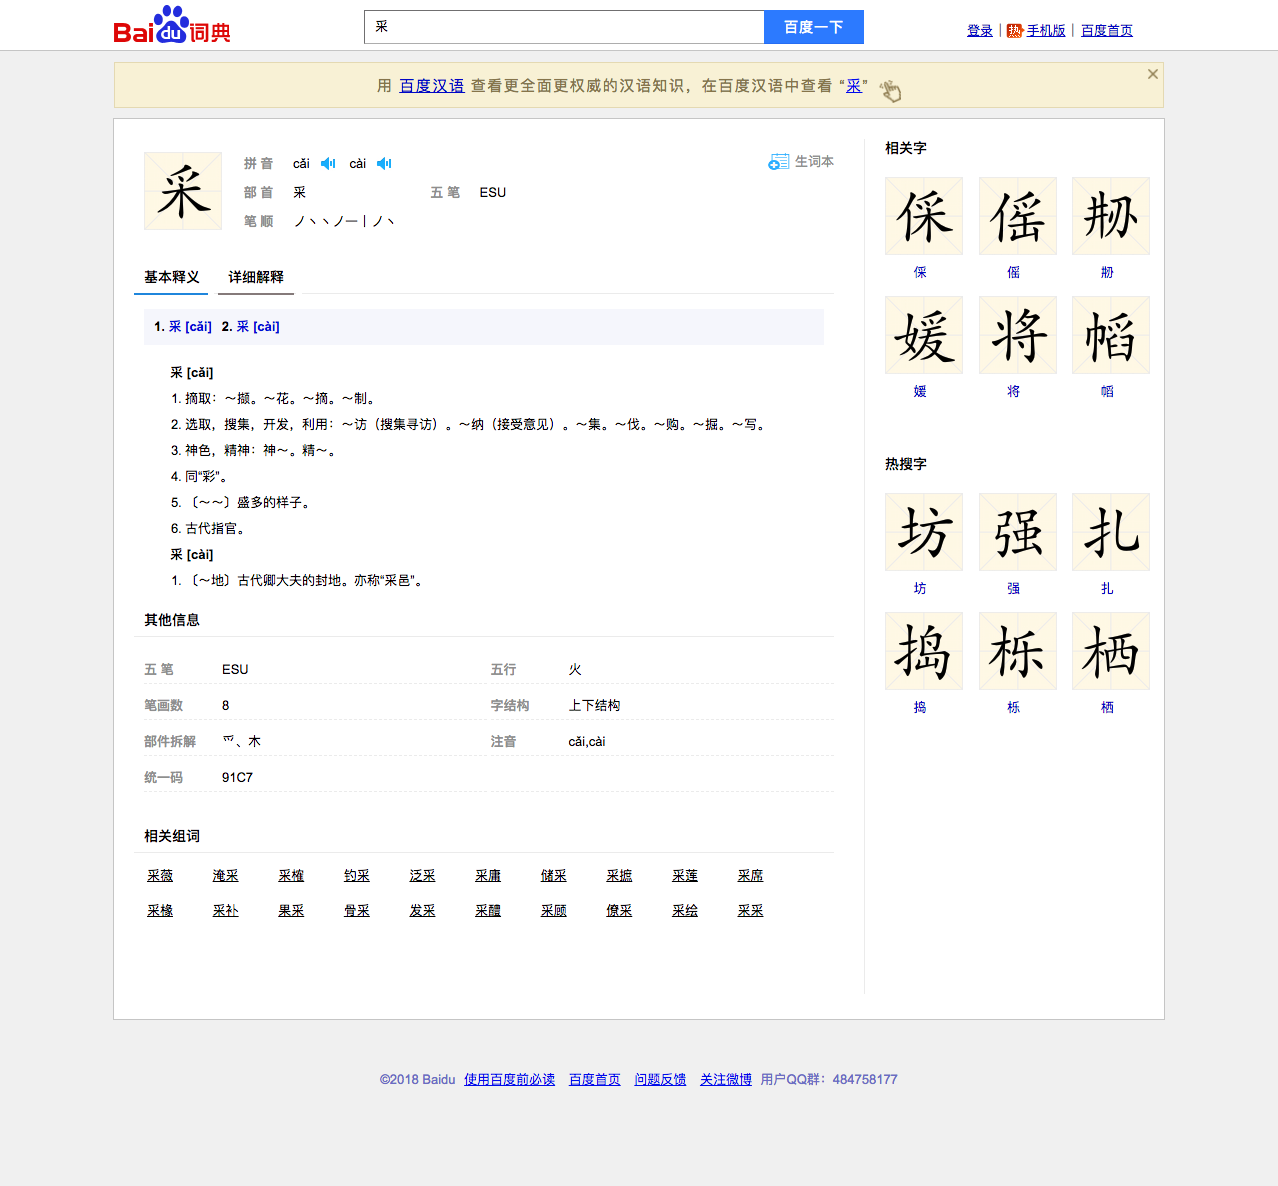 Baidu词典 采 百度一下 登录 | 热 手机版 | 百度首页
用 百度汉语 查看更全面更权威的汉语知识，在百度汉语中查看 “采”
采
拼 音 cǎi cài 生词本
部 首 采 五 笔 ESU
笔 顺 ノ丶丶ノ一丨ノ丶
基本释义 详细解释
1. 采 [cǎi] 2. 采 [cài]
采 [cǎi]
1. 摘取：～撷。～花。～摘。～制。
2. 选取，搜集，开发，利用：～访（搜集寻访）。～纳（接受意见）。～集。～伐。～购。～掘。～写。
3. 神色，精神：神～。精～。
4. 同“彩”。
5. 〔～～〕盛多的样子。
6. 古代指官。
采 [cài]
1. 〔～地〕古代卿大夫的封地。亦称“采邑”。
其他信息
五 笔 ESU 五行 火
笔画数 8 字结构 上下结构
部件拆解 爫、木 注音 cǎi,cài
统一码 91C7
相关组词
采薇 淹采 采榷 钓采 泛采 采庸 储采 采摭 采莲 采席
采椽 采补 果采 骨采 发采 采醴 采顾 僚采 采绘 采采
相关字
倸 傜
倸 傜
媛 将 幍
媛 将 幍
热搜字
坊 强 扎
坊 强 扎
捣 栎 栖
捣 栎 栖
©2018 Baidu 使用百度前必读 百度首页 问题反馈 关注微博 用户QQ群：484758177